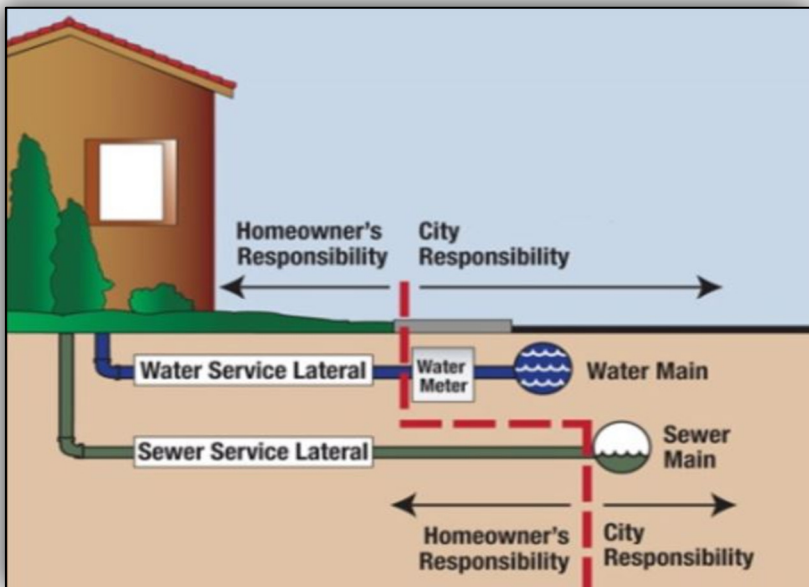 Homeowner's
Responsibility
City
Responsibility
Water Service Lateral
Water
Meter
Water Main
Sewer Service Lateral
Sewer
Main
Homeowner's
Responsibility
City
Responsibility